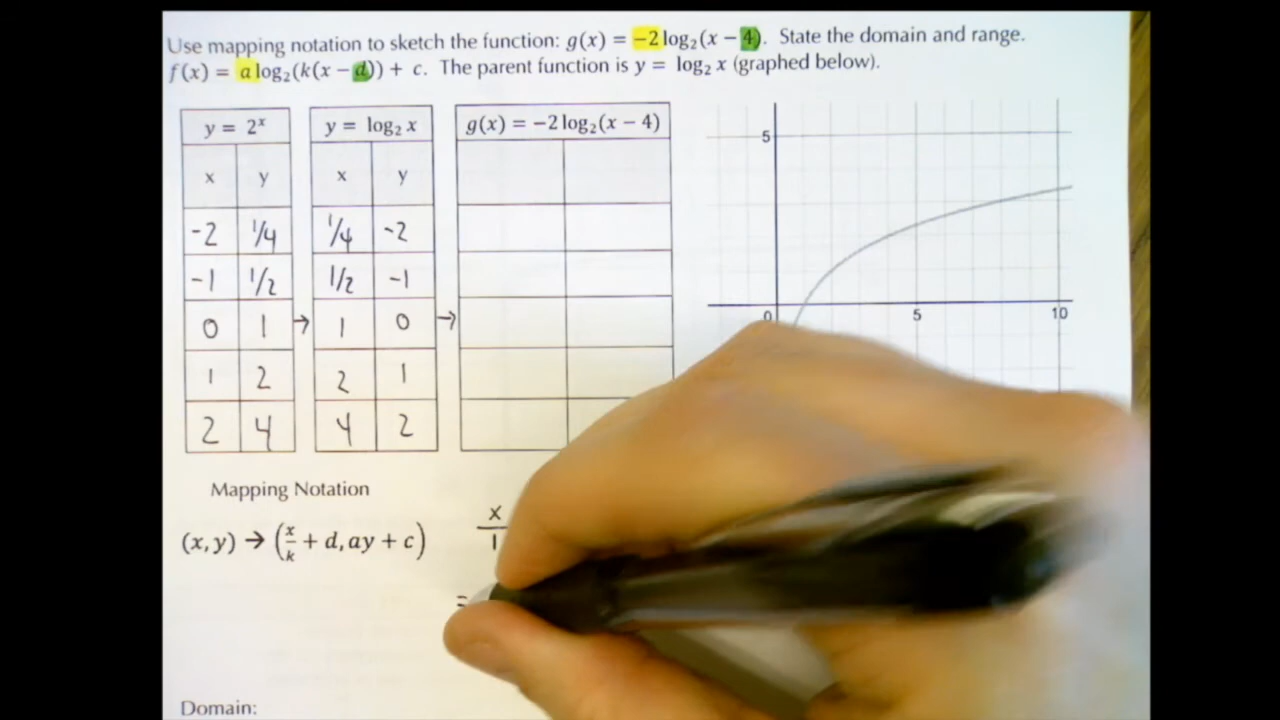 Use mapping notation to sketch the function: g(x) = −2 log₂(x − 4). State the domain and range.
f(x) = a log₂(k(x − d)) + c. The parent function is y = log₂ x (graphed below).
y = 2ˣ
x y
-2 1/4
-1 1/2
0 1
1 2
2 4
→
y = log₂ x
x y
1/4 -2
1/2 -1
1 0
2 1
4 2
→
g(x) = −2 log₂(x − 4)
5
0 5 10
Mapping Notation
(x, y) → (x/k + d, ay + c)
x
1
=
Domain: